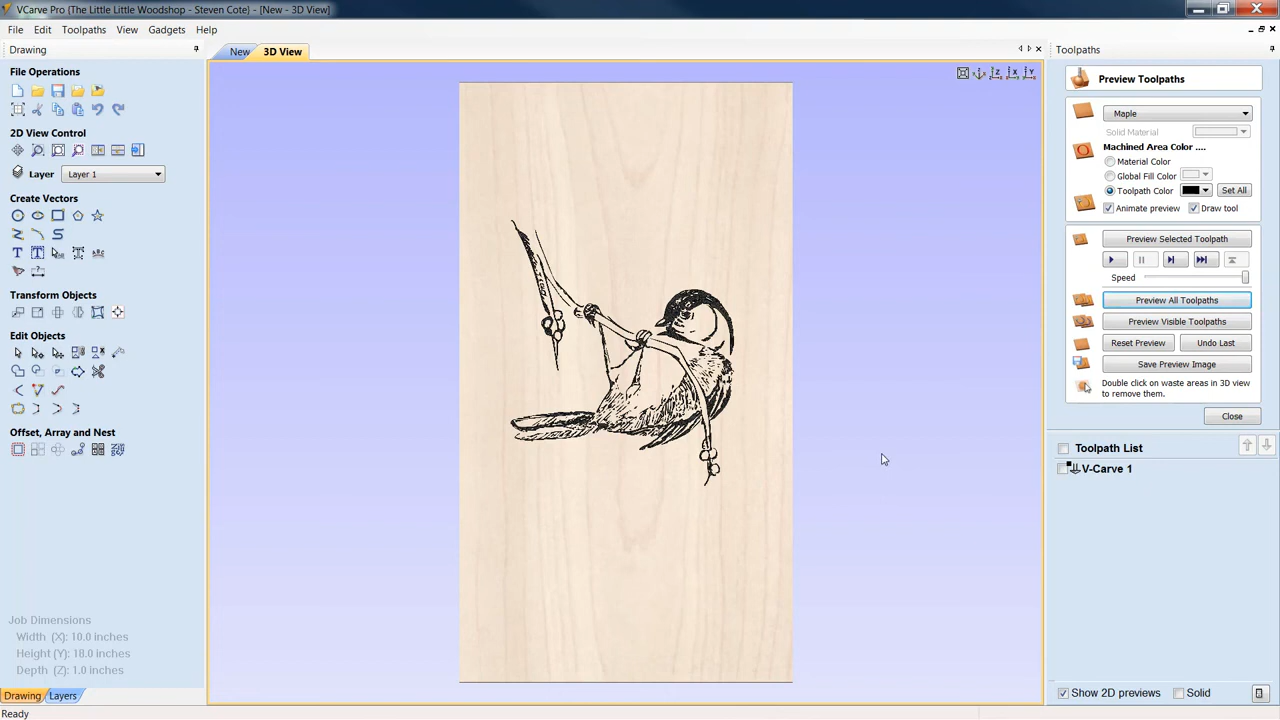 VCarve Pro (The Little Little Woodshop - Steven Cote) - [New - 3D View]
File Edit Toolpaths View Gadgets Help
Drawing
File Operations
2D View Control
Layer Layer 1
Create Vectors
Transform Objects
Edit Objects
Offset, Array and Nest
Job Dimensions
Width (X): 10.0 inches
Height (Y): 18.0 inches
Depth (Z): 1.0 inches
Drawing Layers
Ready
New 3D View
Toolpaths
Preview Toolpaths
Maple
Solid Material
Machined Area Color ....
Material Color
Global Fill Color
Toolpath Color Set All
Animate preview Draw tool
Preview Selected Toolpath
Speed
Preview All Toolpaths
Preview Visible Toolpaths
Reset Preview Undo Last
Save Preview Image
Double click on waste areas in 3D view
to remove them.
Close
Toolpath List
V-Carve 1
Show 2D previews Solid